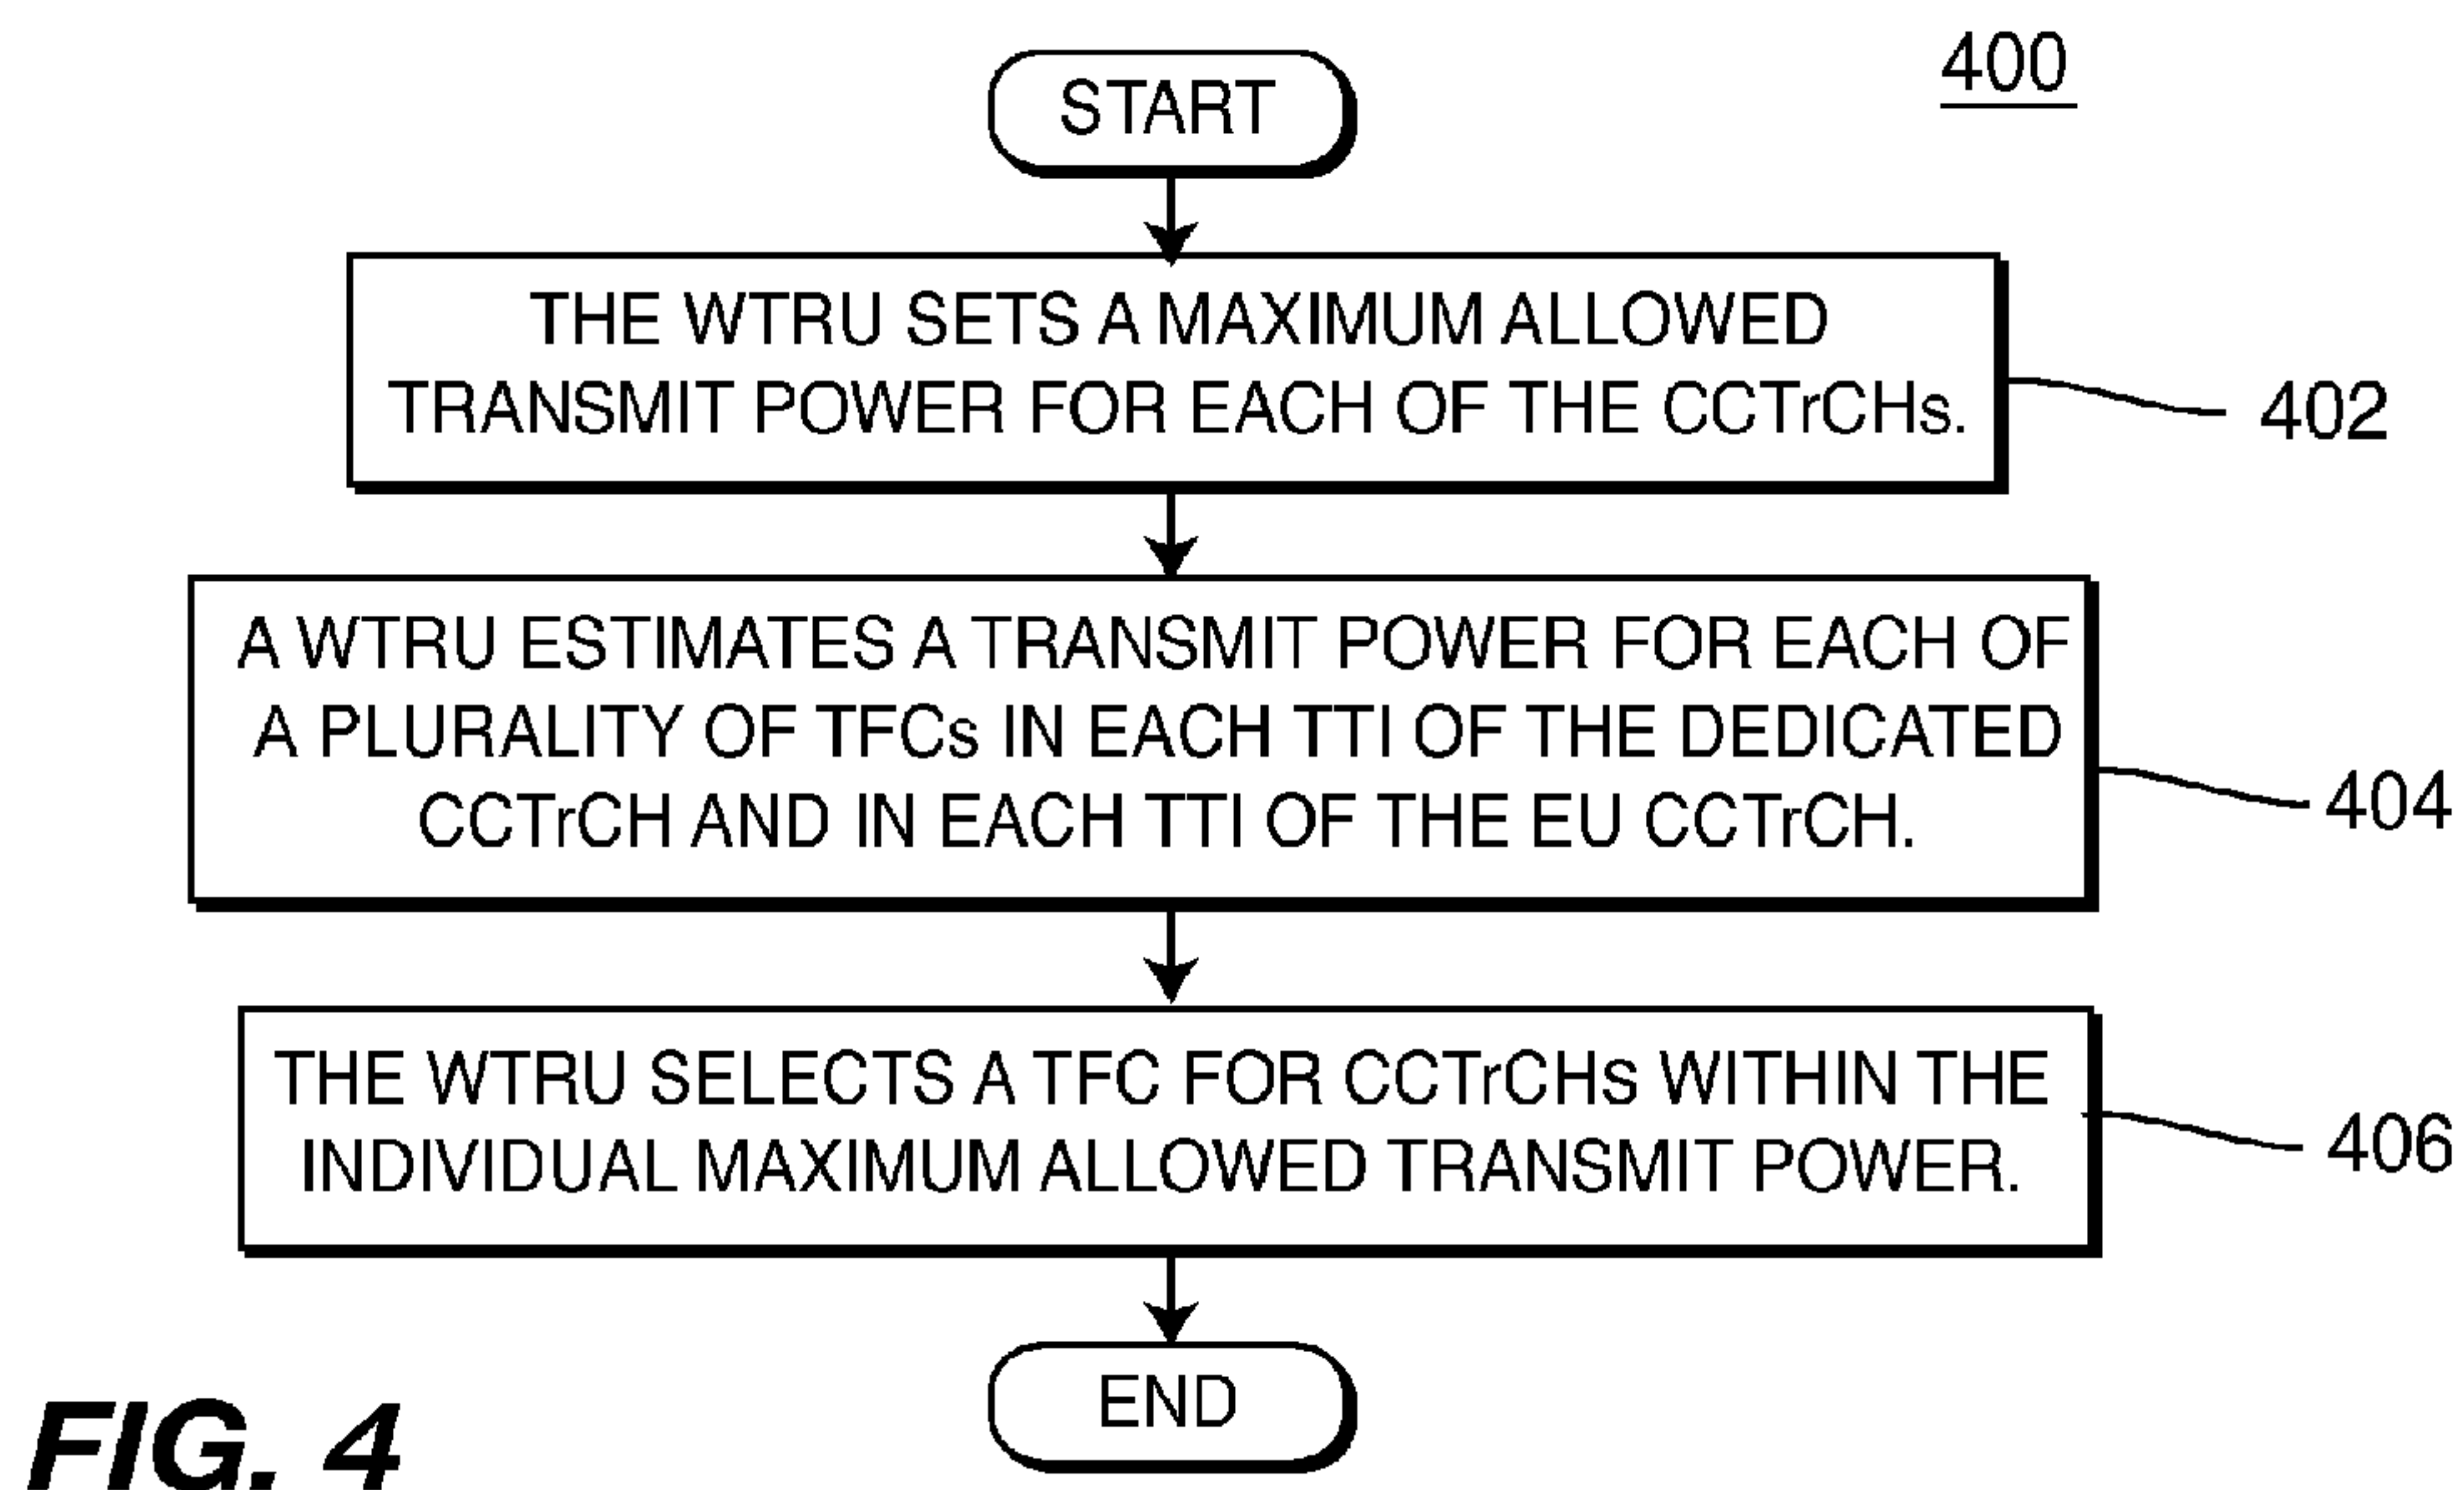 400
START
THE WTRU SETS A MAXIMUM ALLOWED
TRANSMIT POWER FOR EACH OF THE CCTrCHs.
402
A WTRU ESTIMATES A TRANSMIT POWER FOR EACH OF
A PLURALITY OF TFCs IN EACH TTI OF THE DEDICATED
CCTrCH AND IN EACH TTI OF THE EU CCTrCH.
404
THE WTRU SELECTS A TFC FOR CCTrCHs WITHIN THE
INDIVIDUAL MAXIMUM ALLOWED TRANSMIT POWER.
406
END
FIG. 4